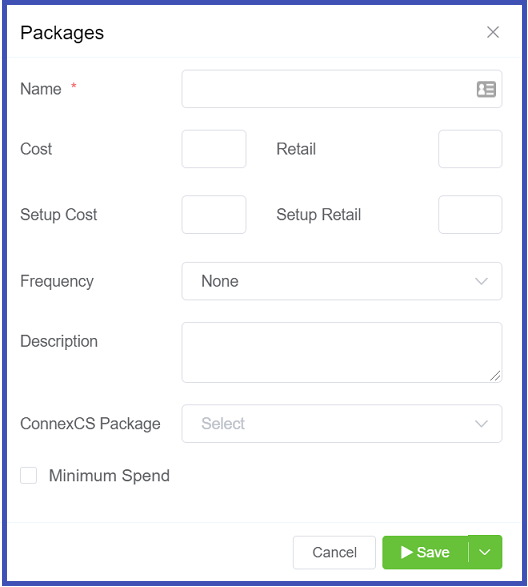 Packages
Name *
Cost Retail
Setup Cost Setup Retail
Frequency None
Description
ConnexCS Package Select
Minimum Spend
Cancel Save